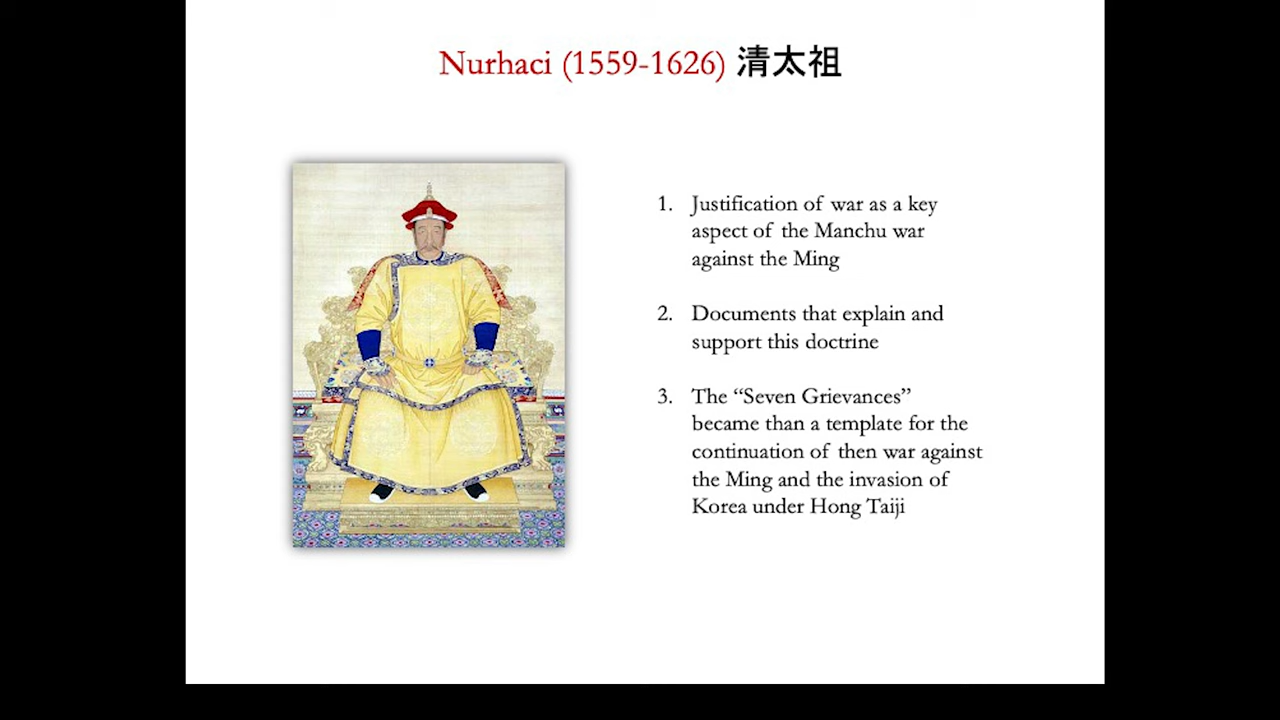 Nurhaci (1559-1626) 清太祖
1. Justification of war as a key
aspect of the Manchu war
against the Ming
2. Documents that explain and
support this doctrine
3. The “Seven Grievances”
became than a template for the
continuation of then war against
the Ming and the invasion of
Korea under Hong Taiji